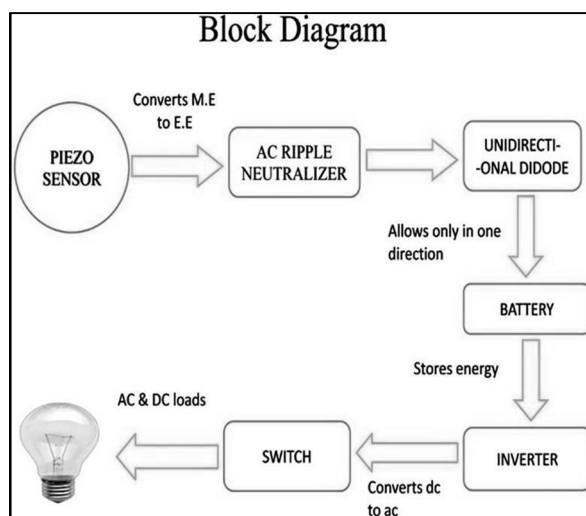 Block Diagram
Converts M.E
to E.E
PIEZO
SENSOR
AC RIPPLE
NEUTRALIZER
UNIDIRECTI-
-ONAL DIDODE
Allows only in one
direction
BATTERY
Stores energy
AC & DC loads
SWITCH
INVERTER
Converts dc
to ac